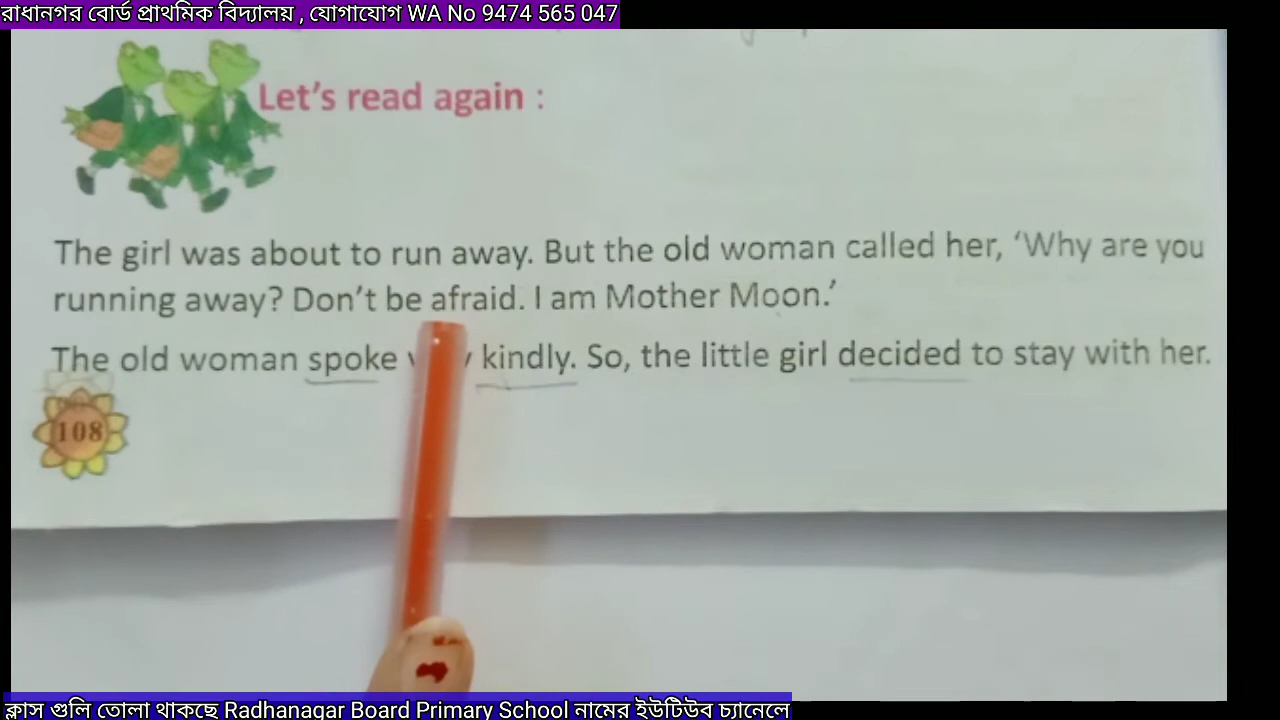 রাধানগর বোর্ড প্রাথমিক বিদ্যালয় , যোগাযোগ WA No 9474 565 047
Let's read again :
The girl was about to run away. But the old woman called her, ‘Why are you
running away? Don’t be afraid. I am Mother Moon.’
The old woman spoke kindly. So, the little girl decided to stay with her.
108
ক্লাস গুলি তোলা থাকছে Radhanagar Board Primary School নামের ইউটিউব চ্যানেলে